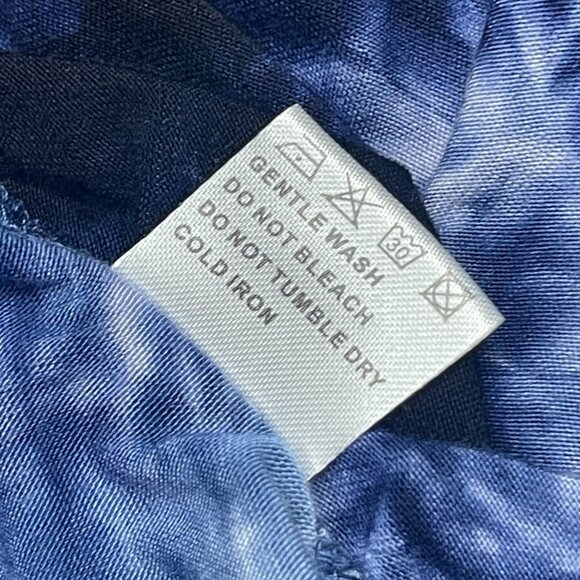 30
GENTLE WASH
DO NOT BLEACH
DO NOT TUMBLE DRY
COLD IRON